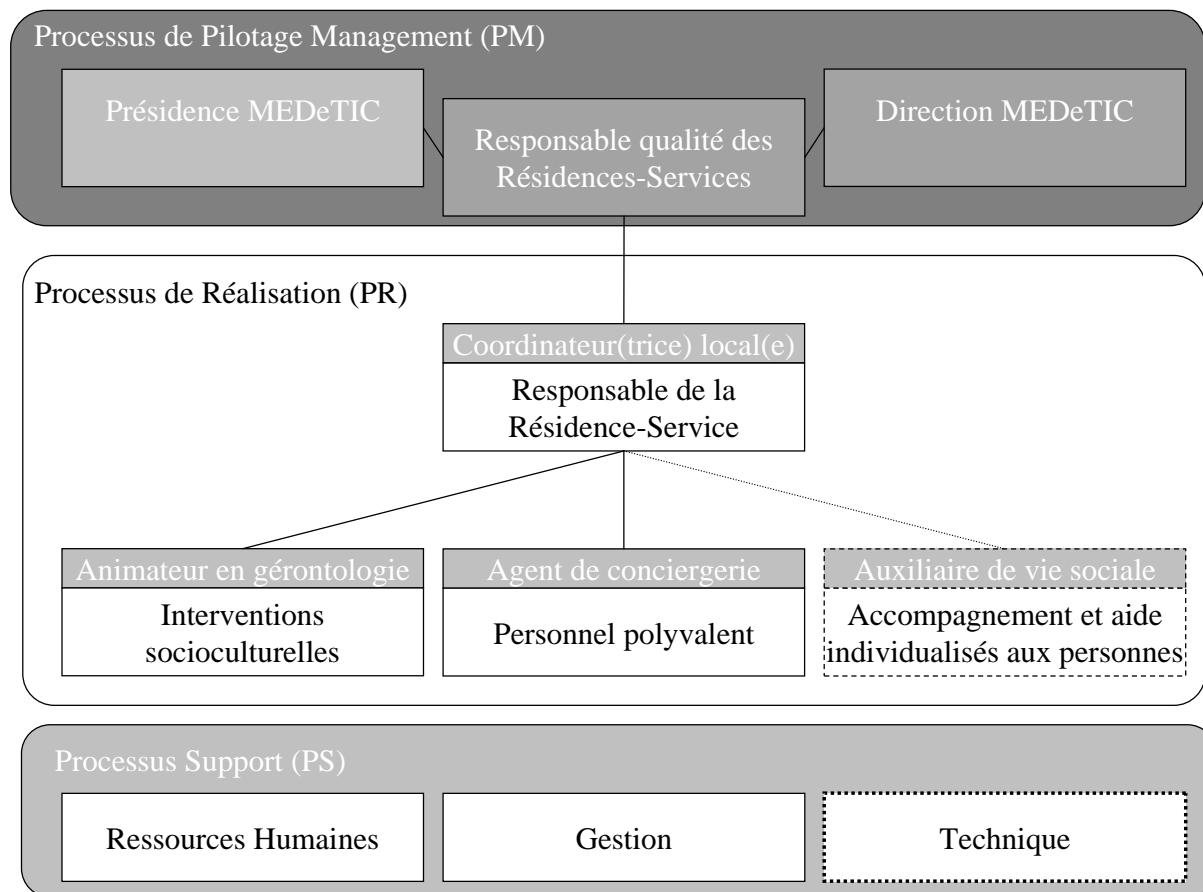 Processus de Pilotage Management (PM)
Présidence MEDeTIC
Responsable qualité des
Résidences-Services
Direction MEDeTIC
Processus de Réalisation (PR)
Coordinateur(trice) local(e)
Responsable de la
Résidence-Service
Animateur en gérontologie
Interventions
socioculturelles
Agent de conciergerie
Personnel polyvalent
Auxiliaire de vie sociale
Accompagnement et aide
individualisés aux personnes
Processus Support (PS)
Ressources Humaines
Gestion
Technique